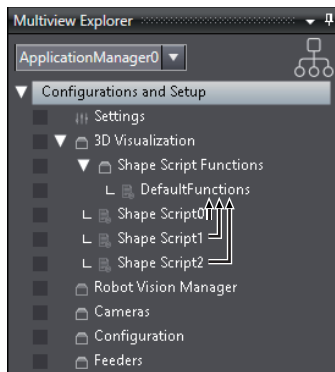 Multiview Explorer
ApplicationManager0
Configurations and Setup
Settings
3D Visualization
Shape Script Functions
DefaultFunctions
Shape Script0
Shape Script1
Shape Script2
Robot Vision Manager
Cameras
Configuration
Feeders